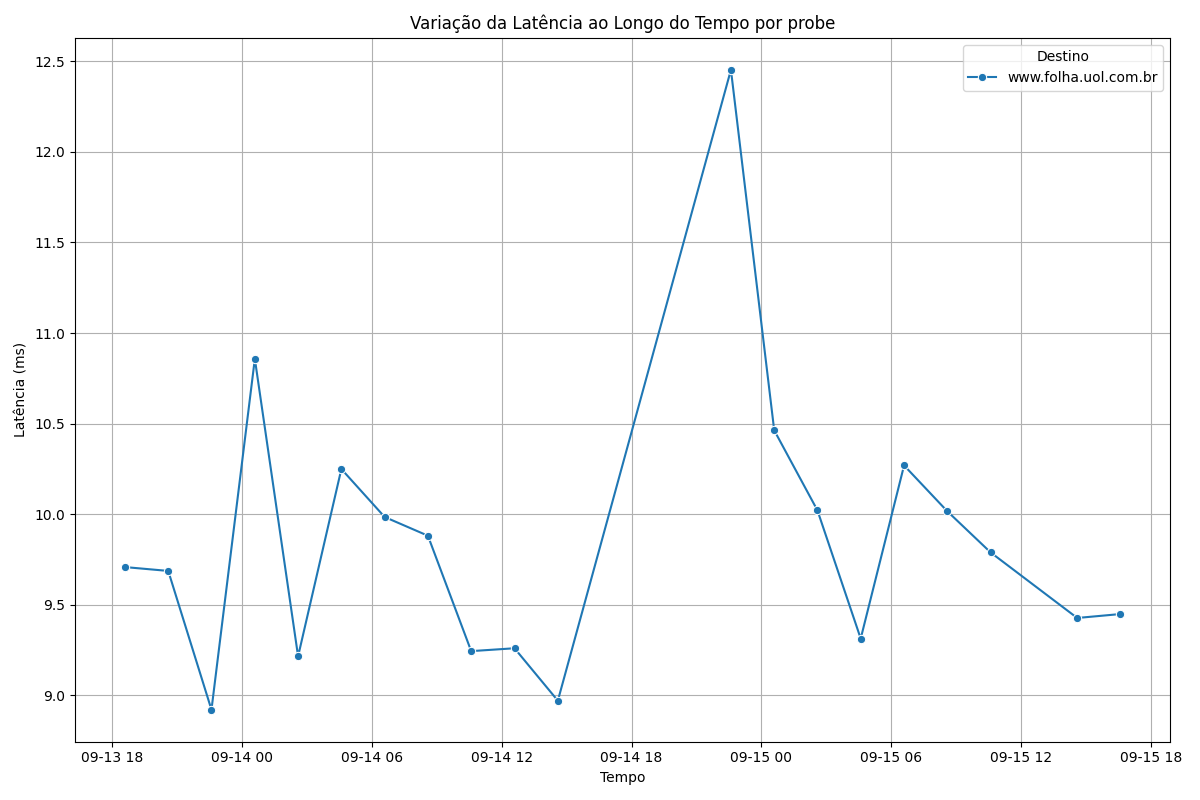 Variação da Latência ao Longo do Tempo por probe
Destino
www.folha.uol.com.br
Latência (ms)
12.5
12.0
11.5
11.0
10.5
10.0
9.5
9.0
09-13 18 09-14 00 09-14 06 09-14 12 09-14 18 09-15 00 09-15 06 09-15 12 09-15 18
Tempo